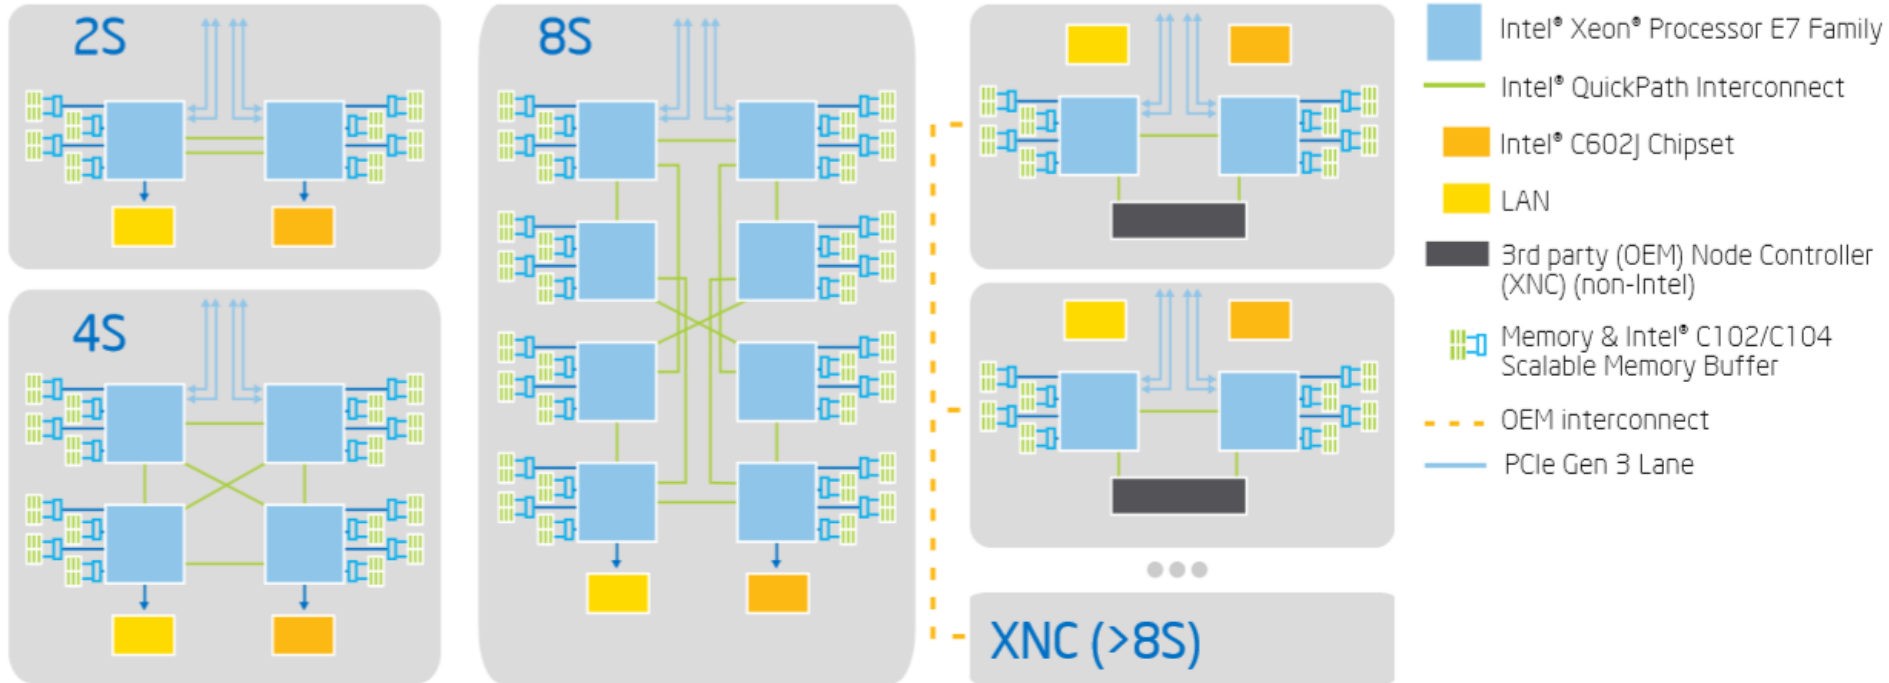 2S
4S
8S
XNC (>8S)
Intel® Xeon® Processor E7 Family
Intel® QuickPath Interconnect
Intel® C602J Chipset
LAN
3rd party (OEM) Node Controller
(XNC) (non-Intel)
Memory & Intel® C102/C104
Scalable Memory Buffer
OEM interconnect
PCIe Gen 3 Lane